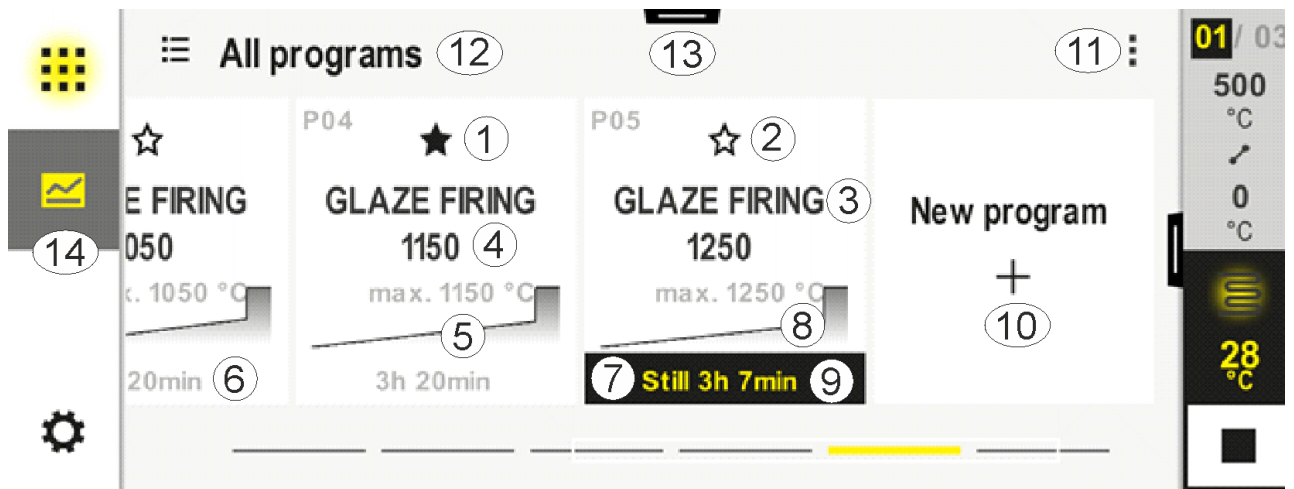 All programs 12
13
11
01/ 03
500
°C
0
°C
28
°C
14
E FIRING
050
. 1050 °C
20min 6
P04
1
GLAZE FIRING
1150 4
max. 1150 °C
5
3h 20min
P05
2
GLAZE FIRING 3
1250
max. 1250 °C
8
7 Still 3h 7min 9
New program
+
10